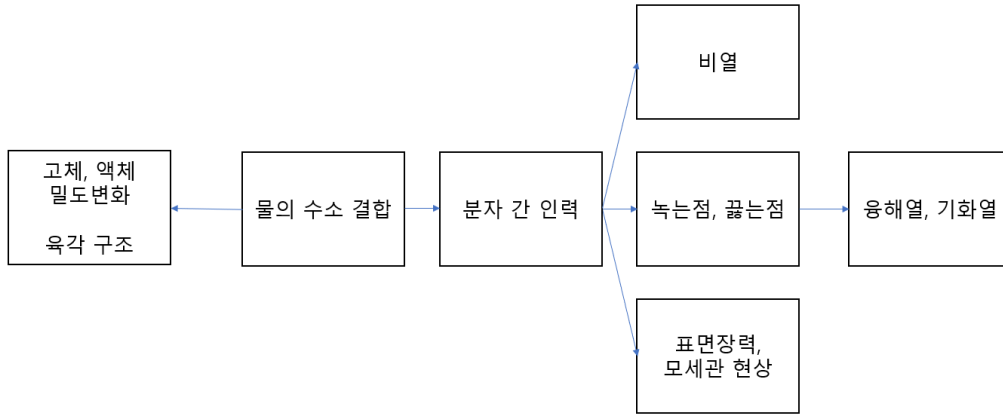 비열
고체, 액체
밀도변화
육각 구조
물의 수소 결합
분자 간 인력
녹는점, 끓는점
융해열, 기화열
표면장력,
모세관 현상